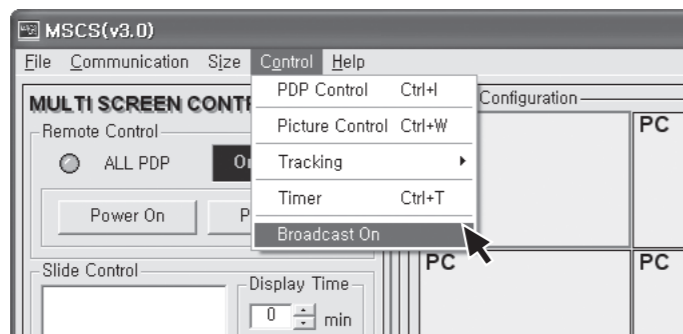 MSCS(v3.0)
File Communication Size Control Help
PDP Control Ctrl+I
Picture Control Ctrl+W
Tracking
Timer Ctrl+T
Broadcast On
MULTI SCREEN
Remote Control
ALL PDP
Power On
Slide Control
Display Time
0 min
Configuration
PC
PC
PC